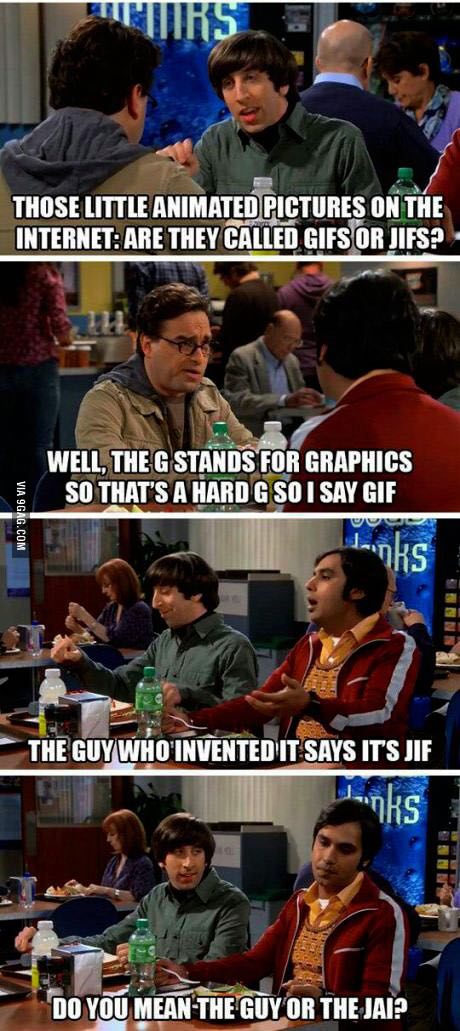 DRINKS
THOSE LITTLE ANIMATED PICTURES ON THE
INTERNET: ARE THEY CALLED GIFS OR JIFS?
WELL, THE G STANDS FOR GRAPHICS
SO THAT'S A HARD G SO I SAY GIF
VIA 9GAG.COM
THE GUY WHO INVENTED IT SAYS IT'S JIF
DO YOU MEAN THE GUY OR THE JAI?